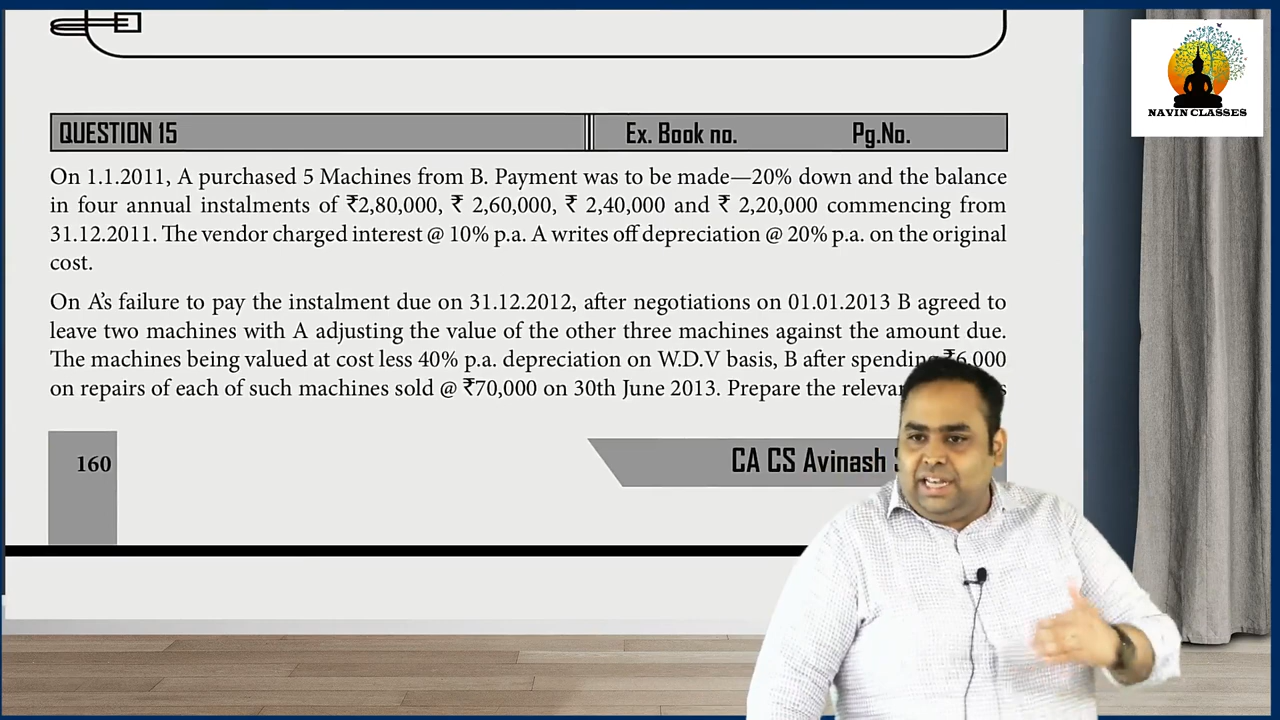 NAVIN CLASSES
QUESTION 15 Ex. Book no. Pg.No.
On 1.1.2011, A purchased 5 Machines from B. Payment was to be made—20% down and the balance
in four annual instalments of ₹2,80,000, ₹ 2,60,000, ₹ 2,40,000 and ₹ 2,20,000 commencing from
31.12.2011. The vendor charged interest @ 10% p.a. A writes off depreciation @ 20% p.a. on the original
cost.
On A’s failure to pay the instalment due on 31.12.2012, after negotiations on 01.01.2013 B agreed to
leave two machines with A adjusting the value of the other three machines against the amount due.
The machines being valued at cost less 40% p.a. depreciation on W.D.V basis, B after spending ₹6,000
on repairs of each of such machines sold @ ₹70,000 on 30th June 2013. Prepare the
160
CA CS Avinash